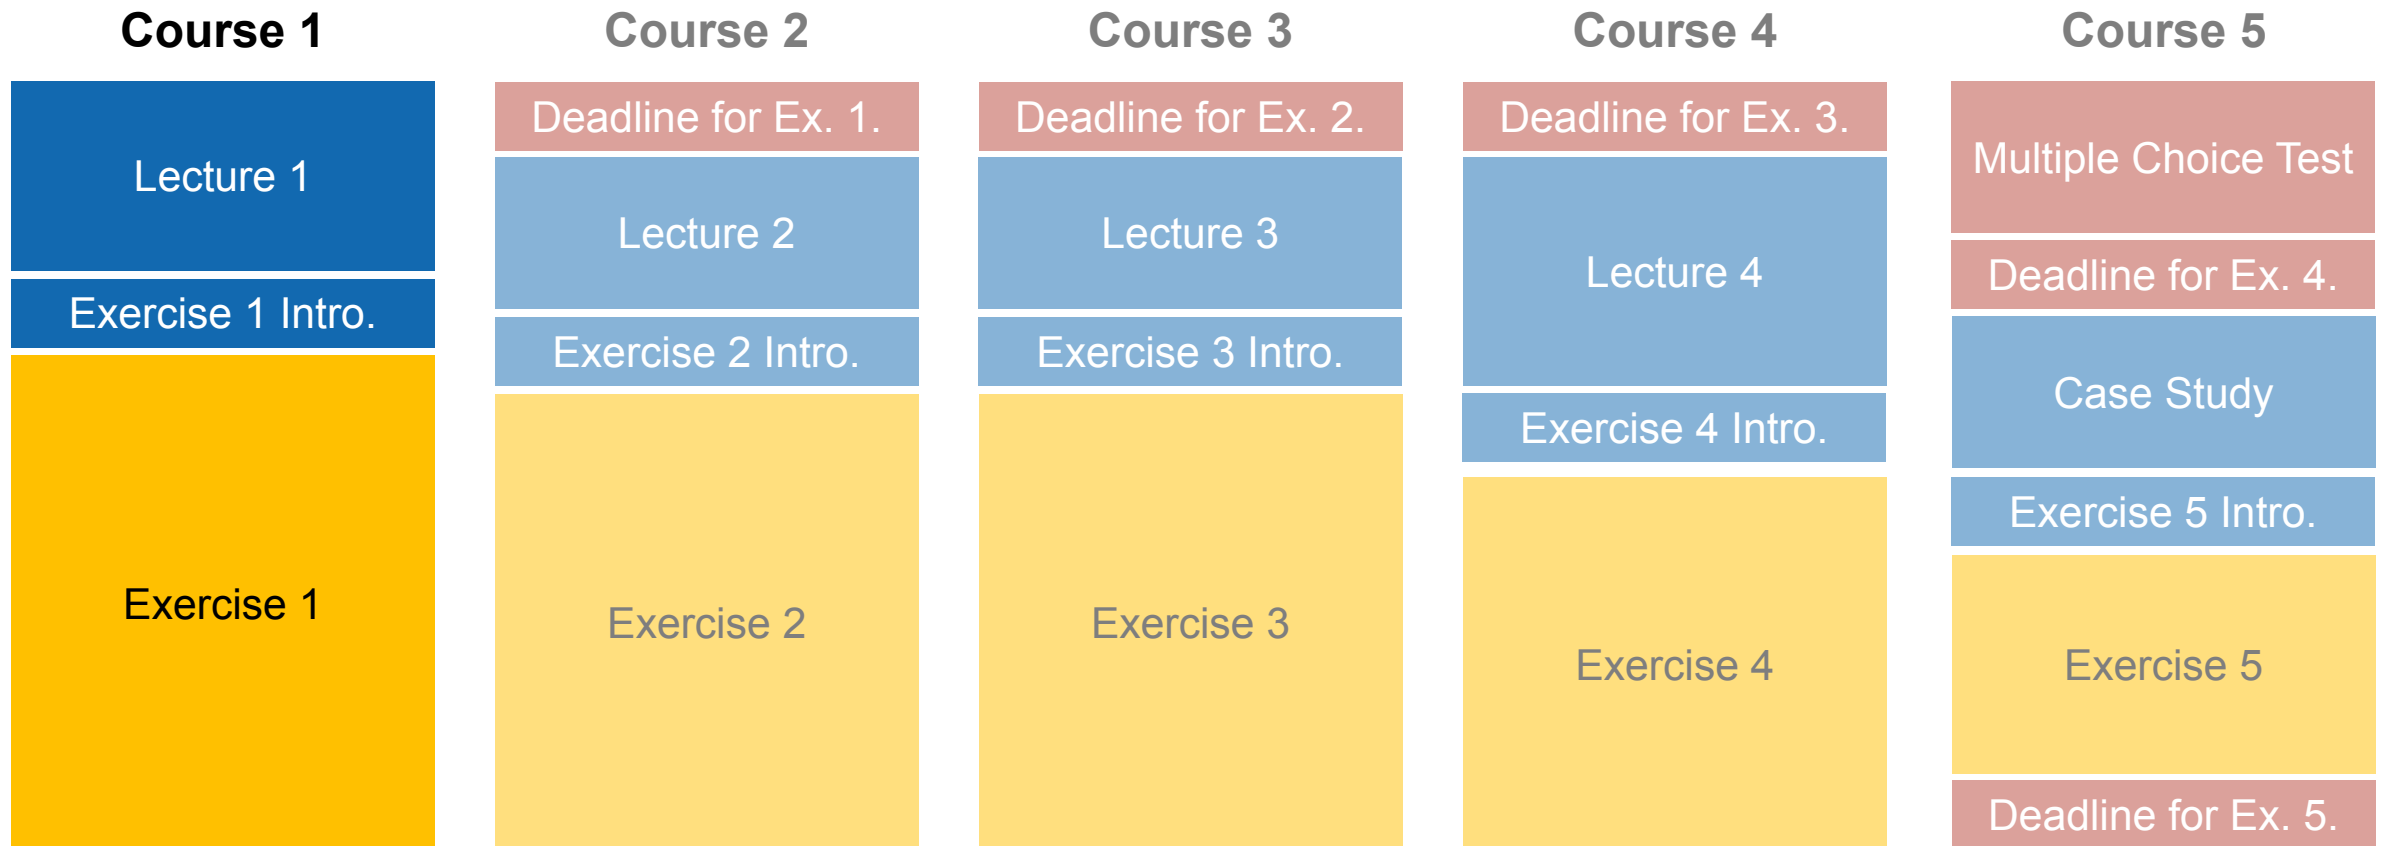 Course 1
Lecture 1
Exercise 1 Intro.
Exercise 1
Course 2
Deadline for Ex. 1.
Lecture 2
Exercise 2 Intro.
Exercise 2
Course 3
Deadline for Ex. 2.
Lecture 3
Exercise 3 Intro.
Exercise 3
Course 4
Deadline for Ex. 3.
Lecture 4
Exercise 4 Intro.
Exercise 4
Course 5
Multiple Choice Test
Deadline for Ex. 4.
Case Study
Exercise 5 Intro.
Exercise 5
Deadline for Ex. 5.